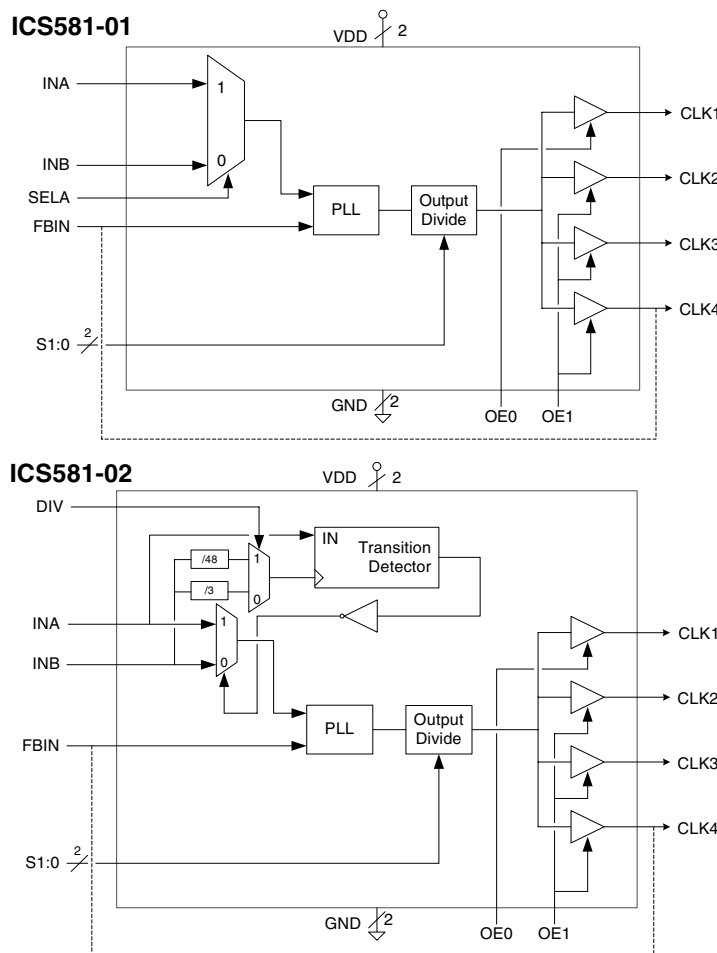 ICS581-01
VDD 2
INA
1
CLK1
INB
0
SELA
CLK2
PLL
Output
Divide
FBIN
CLK3
CLK4
S1:0 2
GND 2
OE0 OE1
ICS581-02
VDD 2
DIV
IN
Transition
Detector
/48
1
/3
0
INA
1
CLK1
INB
0
CLK2
PLL
Output
Divide
FBIN
CLK3
CLK4
S1:0 2
GND 2
OE0 OE1